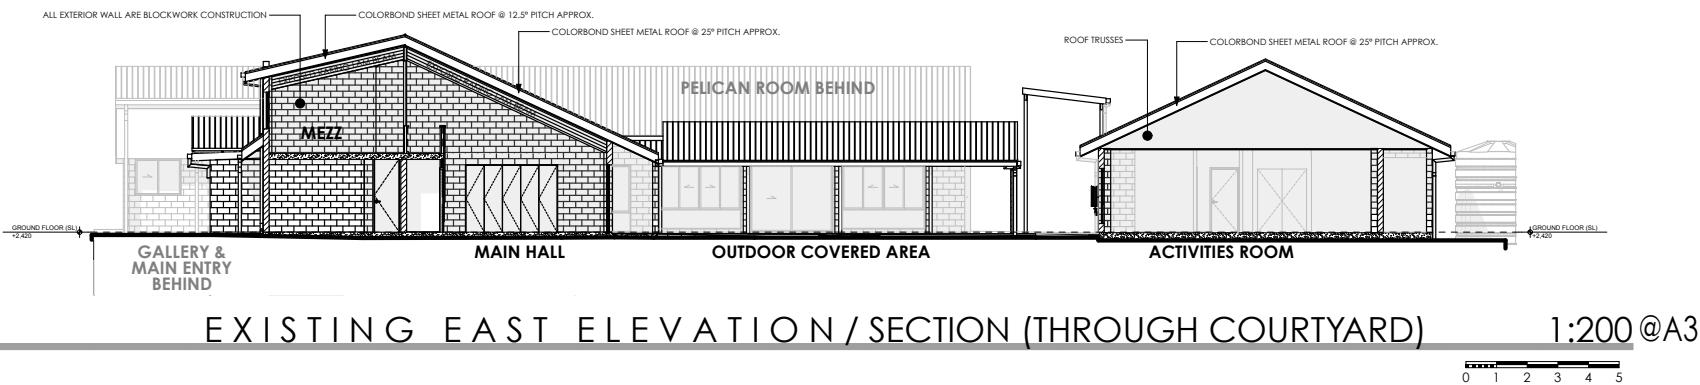 ALL EXTERIOR WALL ARE BLOCKWORK CONSTRUCTION
COLORBOND SHEET METAL ROOF @ 12.5° PITCH APPROX.
COLORBOND SHEET METAL ROOF @ 25° PITCH APPROX.
ROOF TRUSSES
COLORBOND SHEET METAL ROOF @ 25° PITCH APPROX.
PELICAN ROOM BEHIND
MEZZ
GROUND FLOOR (SL)
+2,420
GROUND FLOOR (SL)
+2,420
GALLERY &
MAIN ENTRY
BEHIND
MAIN HALL
OUTDOOR COVERED AREA
ACTIVITIES ROOM
EXISTING EAST ELEVATION/SECTION (THROUGH COURTYARD)
1:200 @A3
0 1 2 3 4 5